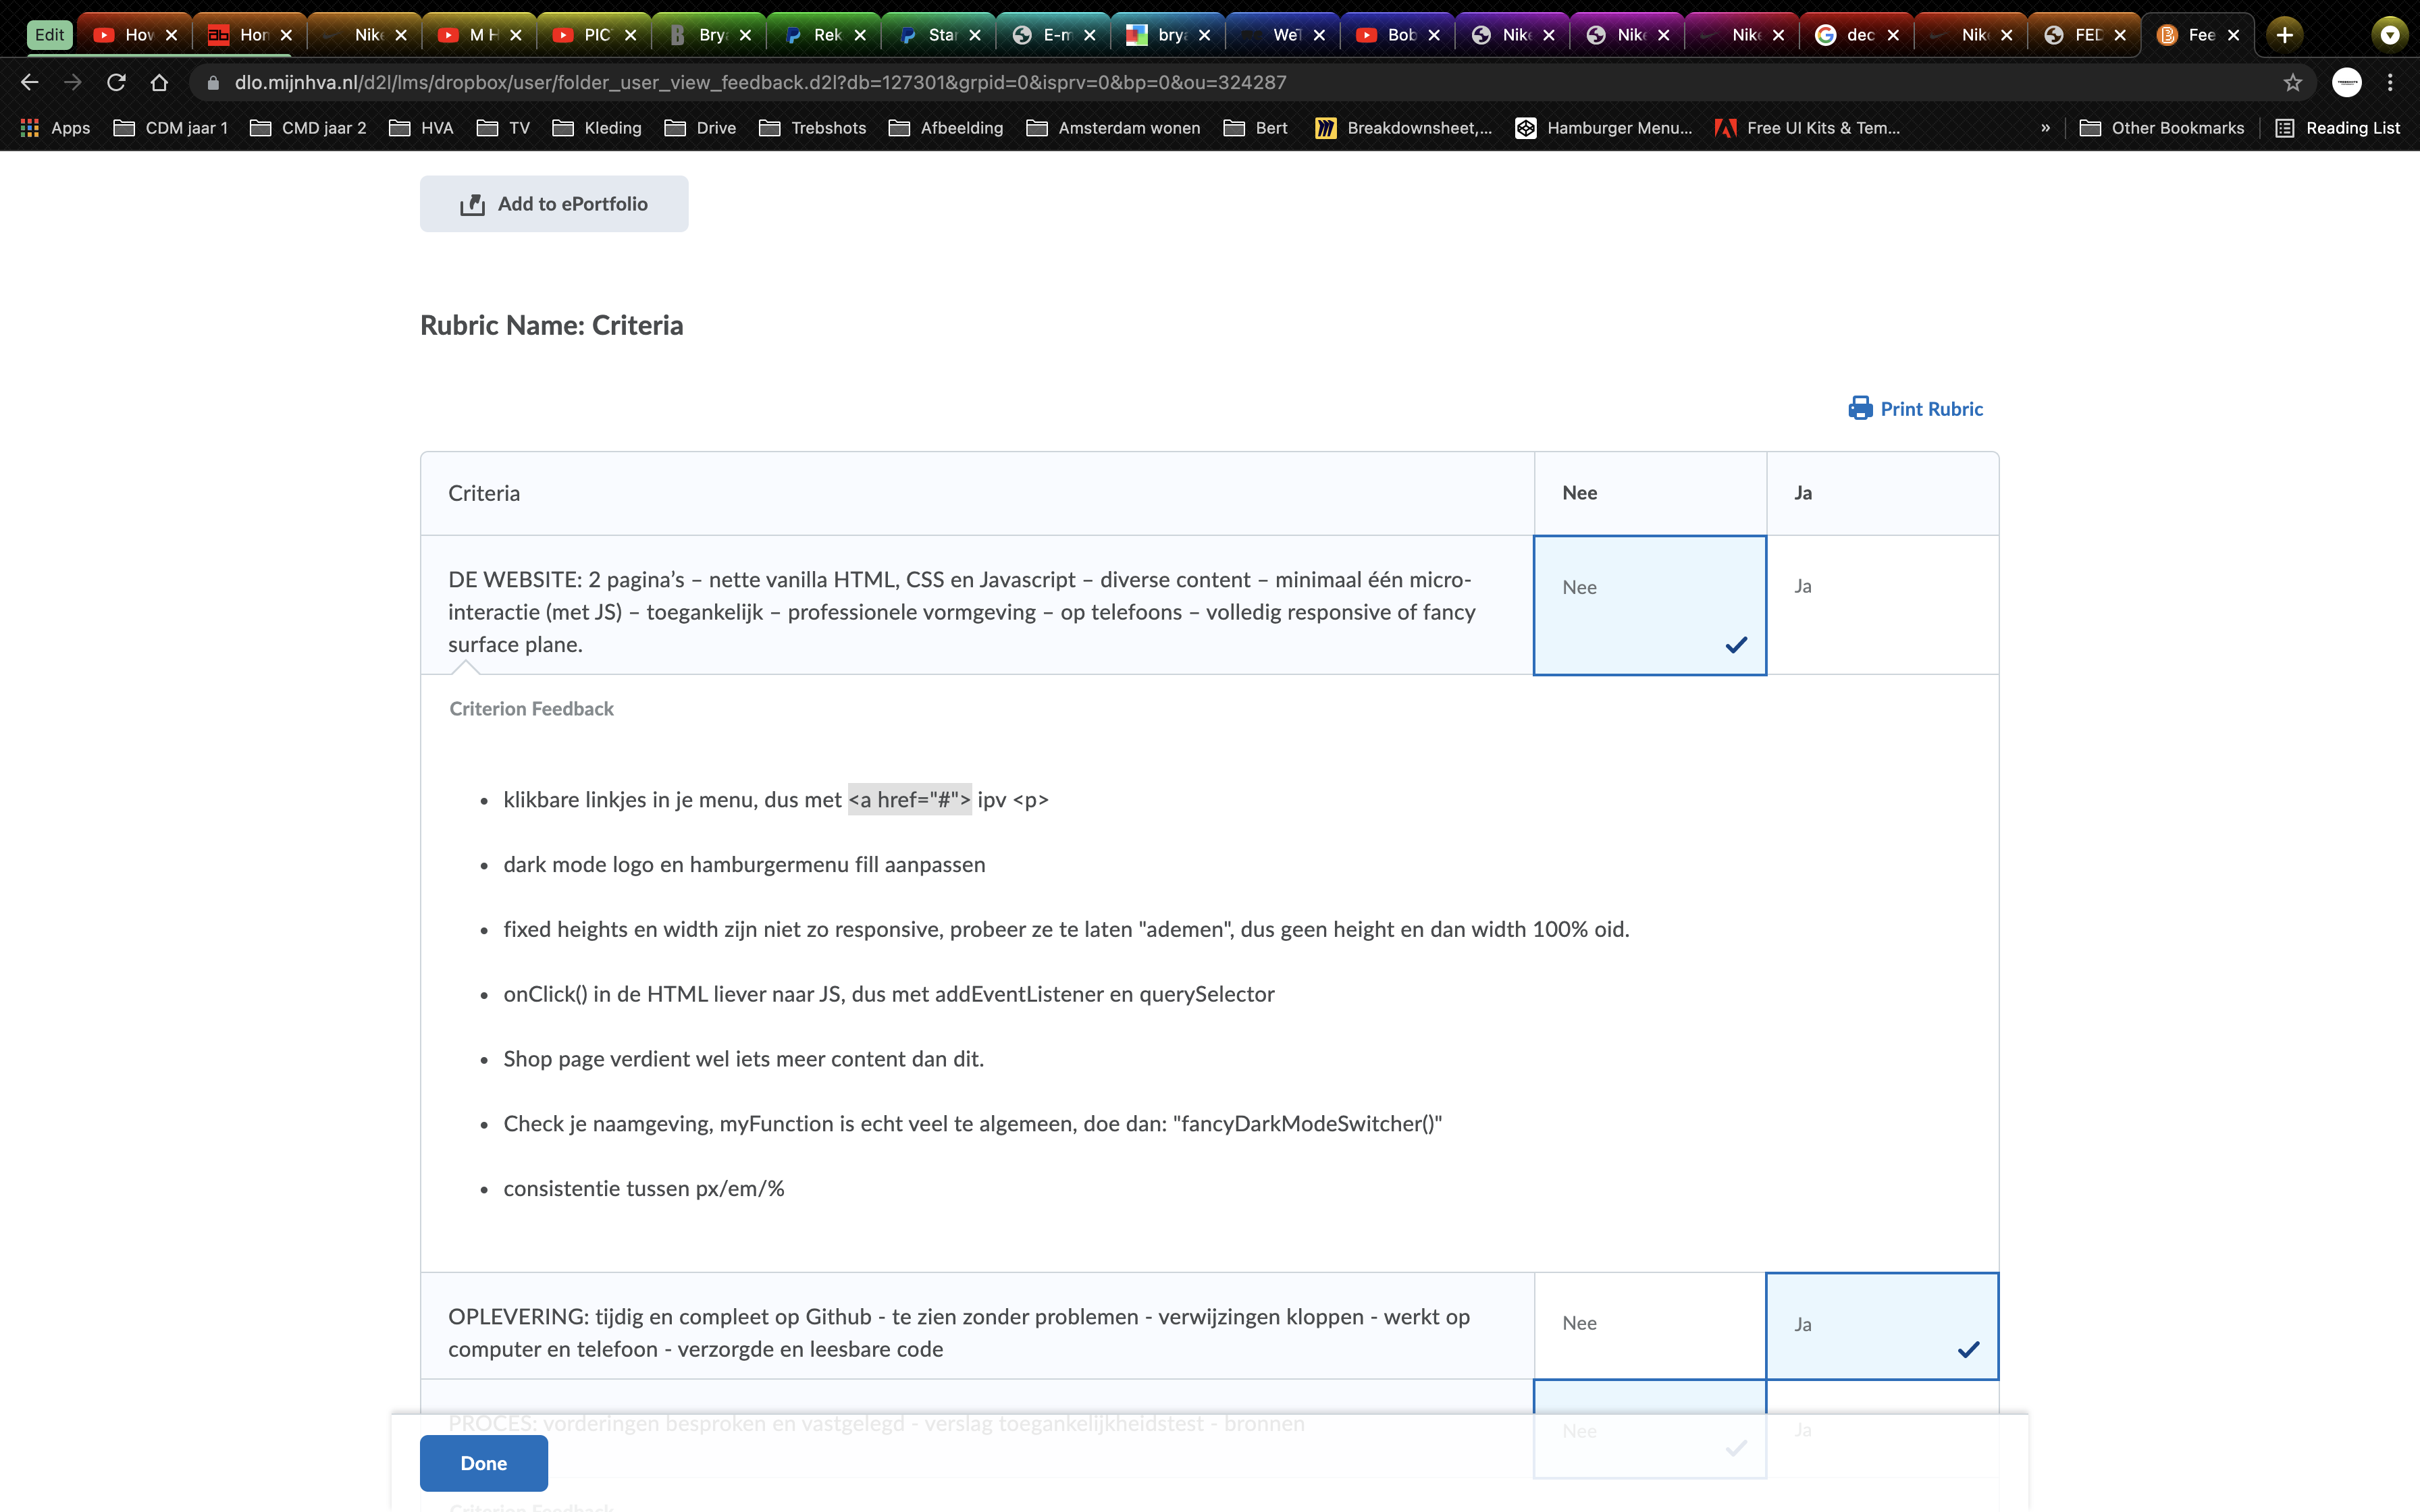 Edit
How
Hon
Nike
M H
PIC
Bry
Rek
Star
E-m
brya
WeT
Bob
Nike
Nike
Nike
dec
Nik
FED
Fee
dlo.mijnhva.nl/d2l/lms/dropbox/user/folder_user_view_feedback.d2l?db=127301&grpid=0&isprv=0&bp=0&ou=324287
Apps
CDM jaar 1
CMD jaar 2
HVA
TV
Kleding
Drive
Trebshots
Afbeelding
Amsterdam wonen
Bert
Breakdownsheet,...
Hamburger Menu...
Free UI Kits & Tem...
»
Other Bookmarks
Reading List
Add to ePortfolio
Rubric Name: Criteria
Print Rubric
Criteria
Nee
Ja
DE WEBSITE: 2 pagina’s – nette vanilla HTML, CSS en Javascript – diverse content – minimaal één micro-
interactie (met JS) – toegankelijk – professionele vormgeving – op telefoons – volledig responsive of fancy
surface plane.
Nee
Ja
Criterion Feedback
• klikbare linkjes in je menu, dus met <a href="#"> ipv <p>
• dark mode logo en hamburgermenu fill aanpassen
• fixed heights en width zijn niet zo responsive, probeer ze te laten "ademen", dus geen height en dan width 100% oid.
• onClick() in de HTML liever naar JS, dus met addEventListener en querySelector
• Shop page verdient wel iets meer content dan dit.
• Check je naamgeving, myFunction is echt veel te algemeen, doe dan: "fancyDarkModeSwitcher()"
• consistentie tussen px/em/%
OPLEVERING: tijdig en compleet op Github - te zien zonder problemen - verwijzingen kloppen - werkt op
computer en telefoon - verzorgde en leesbare code
Nee
Ja
PROCES: vorderingen besproken en vastgelegd - verslag toegankelijkheidstest - bronnen
Nee
Ja
Done
Criterion Feedback